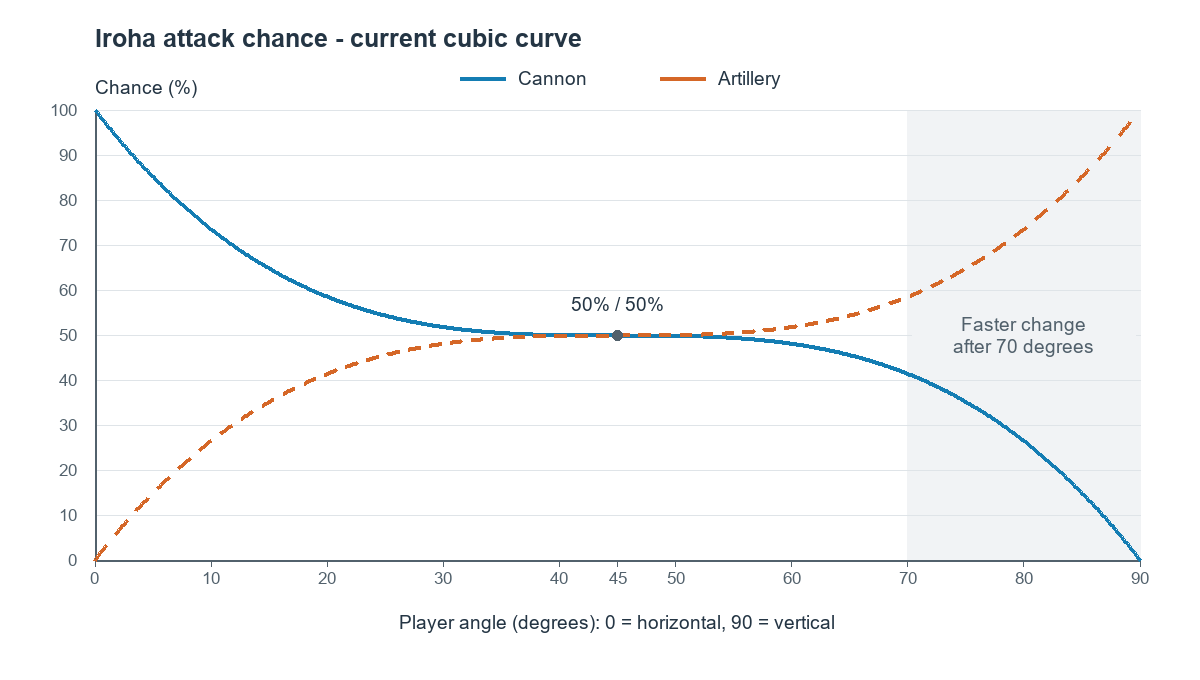 Iroha attack chance - current cubic curve
Chance (%)
Cannon
Artillery
100
90
80
70
60
50
40
30
20
10
0
50% / 50%
Faster change
after 70 degrees
0 10 20 30 40 45 50 60 70 80 90
Player angle (degrees): 0 = horizontal, 90 = vertical